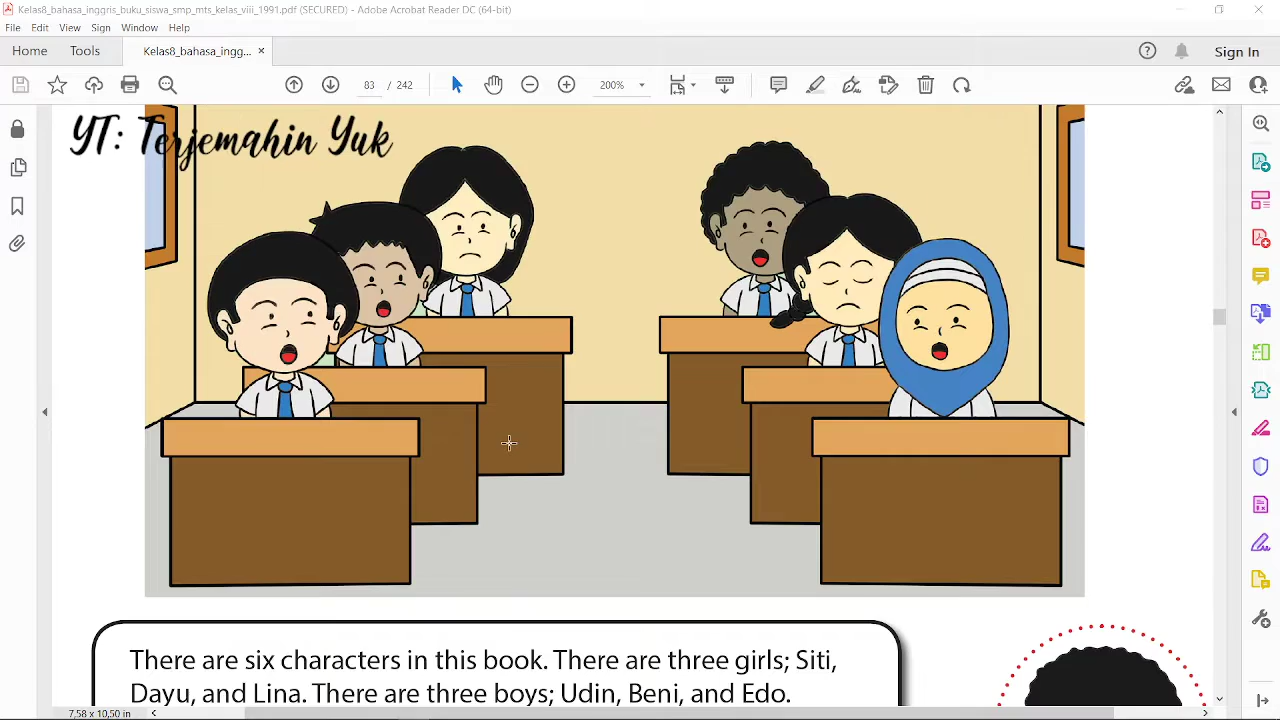 Kelas8_bahasa_inggris_buku_siswa_smp_mts_kelas_viii_1991.pdf (SECURED) - Adobe Acrobat Reader DC (64-bit)
File Edit View Sign Window Help
Home Tools Kelas8_bahasa_ingg... × Sign In
83 / 242 200%
YT: Terjemahin Yuk
There are six characters in this book. There are three girls; Siti,
Dayu, and Lina. There are three boys; Udin, Beni, and Edo.
7,58 x 10,50 in